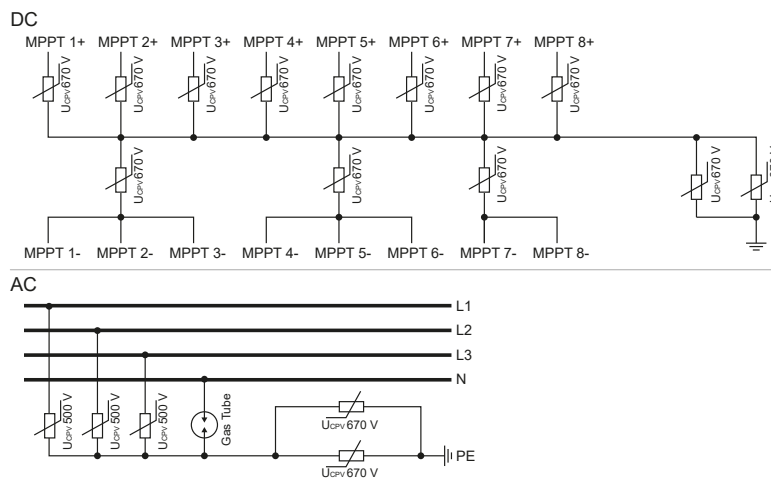 DC
MPPT 1+ MPPT 2+ MPPT 3+ MPPT 4+ MPPT 5+ MPPT 6+ MPPT 7+ MPPT 8+
UCPV 670 V UCPV 670 V UCPV 670 V UCPV 670 V UCPV 670 V UCPV 670 V UCPV 670 V UCPV 670 V
UCPV 670 V UCPV 670 V UCPV 670 V UCPV 670 V
MPPT 1- MPPT 2- MPPT 3- MPPT 4- MPPT 5- MPPT 6- MPPT 7- MPPT 8-
AC
L1
L2
L3
N
UCPV 500 V UCPV 500 V UCPV 500 V Gas Tube
UCPV 670 V
PE
UCPV 670 V